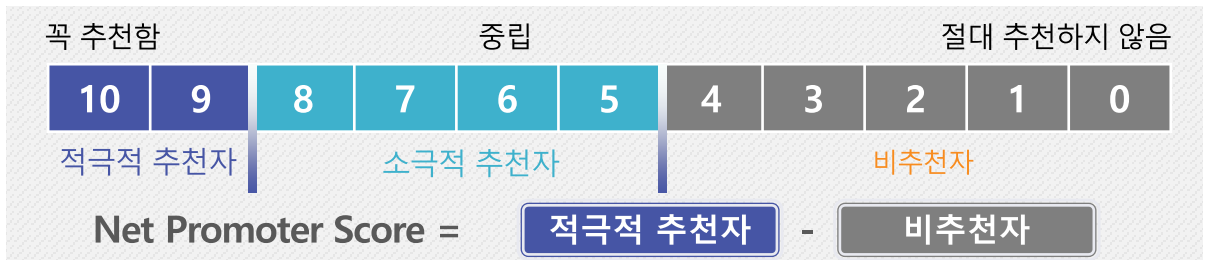 꼭 추천함 중립 절대 추천하지 않음
10 9 8 7 6 5 4 3 2 1 0
적극적 추천자 소극적 추천자 비추천자
Net Promoter Score = 적극적 추천자 - 비추천자